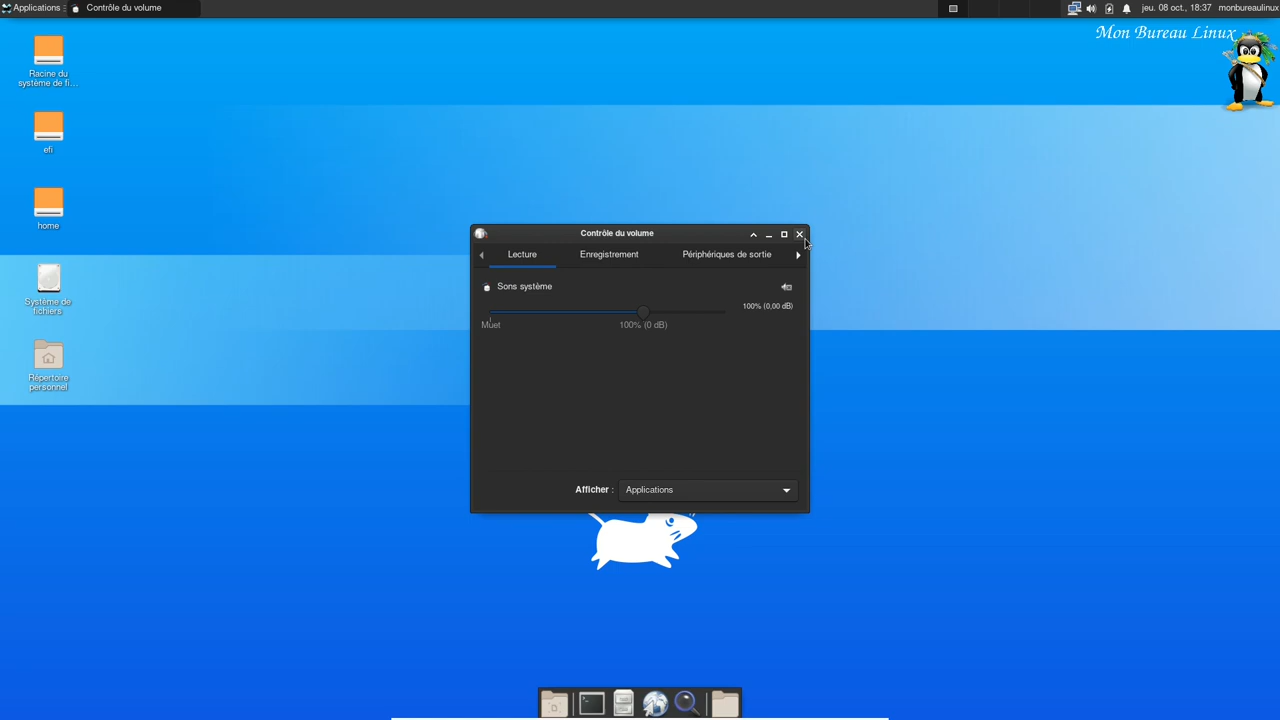 Applications
Contrôle du volume
jeu. 08 oct., 18:37
monbureaulinux
Mon Bureau Linux
Racine du
système de fi...
efi
home
Système de
fichiers
Répertoire
personnel
Contrôle du volume
Lecture
Enregistrement
Périphériques de sortie
Sons système
100% (0,00 dB)
Muet
100% (0 dB)
Afficher :
Applications